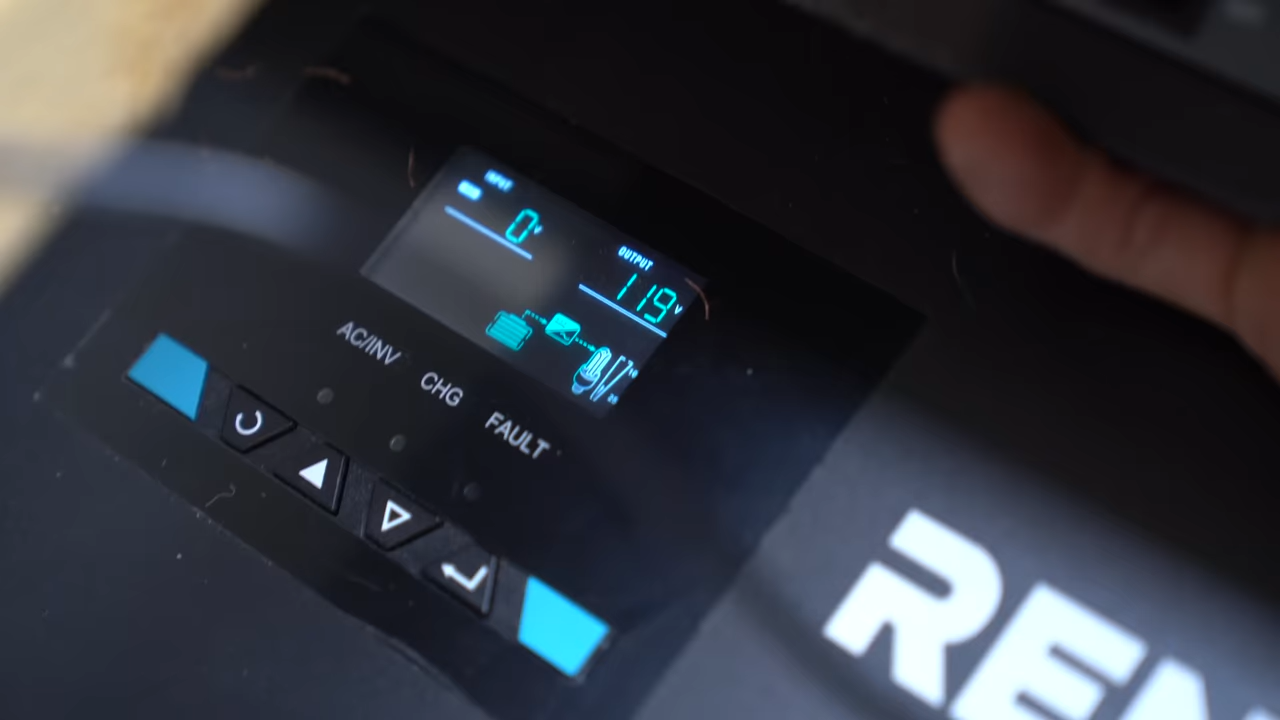 INPUT
0V
OUTPUT
119V
AC/INV
CHG
FAULT
REN